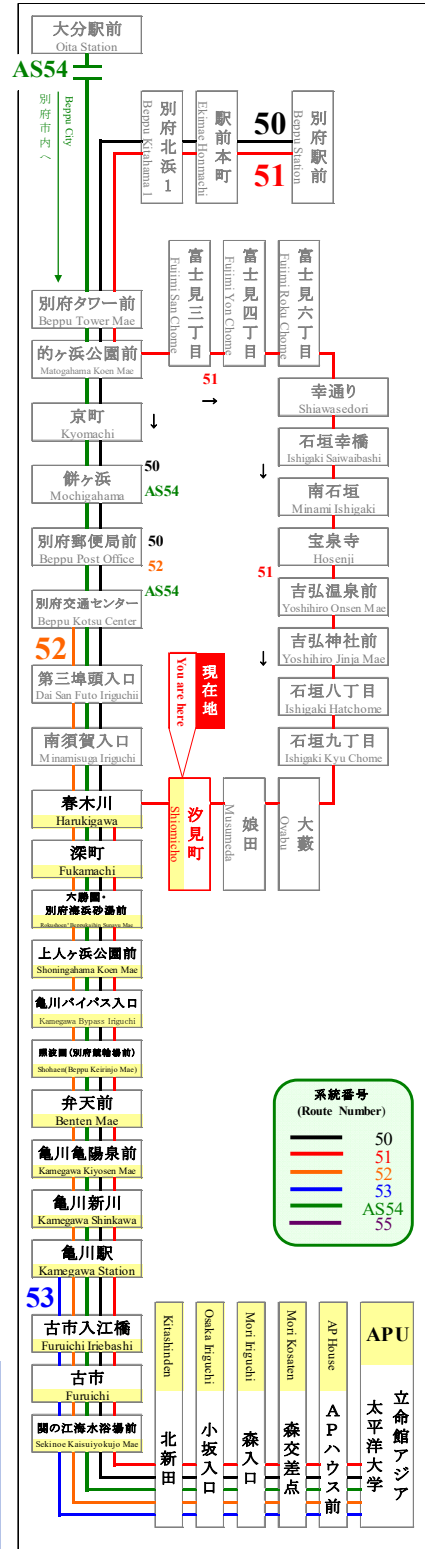 大分駅前
Oita Station
AS54
別府市内へ
Beppu City
別府北浜1
Beppu Kitahama 1
駅前本町
Ekimae Honmachi
50
51
別府駅前
Beppu Station
別府タワー前
Beppu Tower Mae
的ヶ浜公園前
Matogahama Koen Mae
富士見三丁目
Fujimi San Chome
富士見四丁目
Fujimi Yon Chome
富士見六丁目
Fujimi Roku Chome
51
→
京町
Kyomachi
↓
幸通り
Shiawasedori
石垣幸橋
Ishigaki Saiwaibashi
↓
餅ヶ浜
Mochigahama
50
AS54
南石垣
Minami Ishigaki
別府郵便局前
Beppu Post Office
50
52
AS54
宝泉寺
Hosenji
51
別府交通センター
Beppu Kotsu Center
吉弘温泉前
Yoshihiro Onsen Mae
52
吉弘神社前
Yoshihiro Jinja Mae
↓
第三埠頭入口
Dai San Futo Iriguchii
石垣八丁目
Ishigaki Hatchome
南須賀入口
Minamisuga Iriguchi
石垣九丁目
Ishigaki Kyu Chome
現在地
You are here
春木川
Harukigawa
汐見町
Shiomicho
娘田
Musumeda
大藪
Oyabu
深町
Fukamachi
六勝園・
別府海浜砂湯前
Rokushoen・Beppukaihin Sunayu Mae
上人ヶ浜公園前
Shoningahama Koen Mae
亀川バイパス入口
Kamegawa Bypass Iriguchi
照波園(別府競輪場前)
Shohaen(Beppu Keirinjo Mae)
弁天前
Benten Mae
亀川亀陽泉前
Kamegawa Kiyosen Mae
亀川新川
Kamegawa Shinkawa
亀川駅
Kamegawa Station
系統番号
(Route Number)
50
51
52
53
AS54
55
53
古市入江橋
Furuichi Iriebashi
古市
Furuichi
関の江海水浴場前
Sekinoe Kaisuiyokujo Mae
Kitashinden
北新田
Osaka Iriguchi
小坂入口
Mori Iriguchi
森入口
Mori Kosaten
森交差点
AP House
APハウス前
APU
立命館アジア
太平洋大学